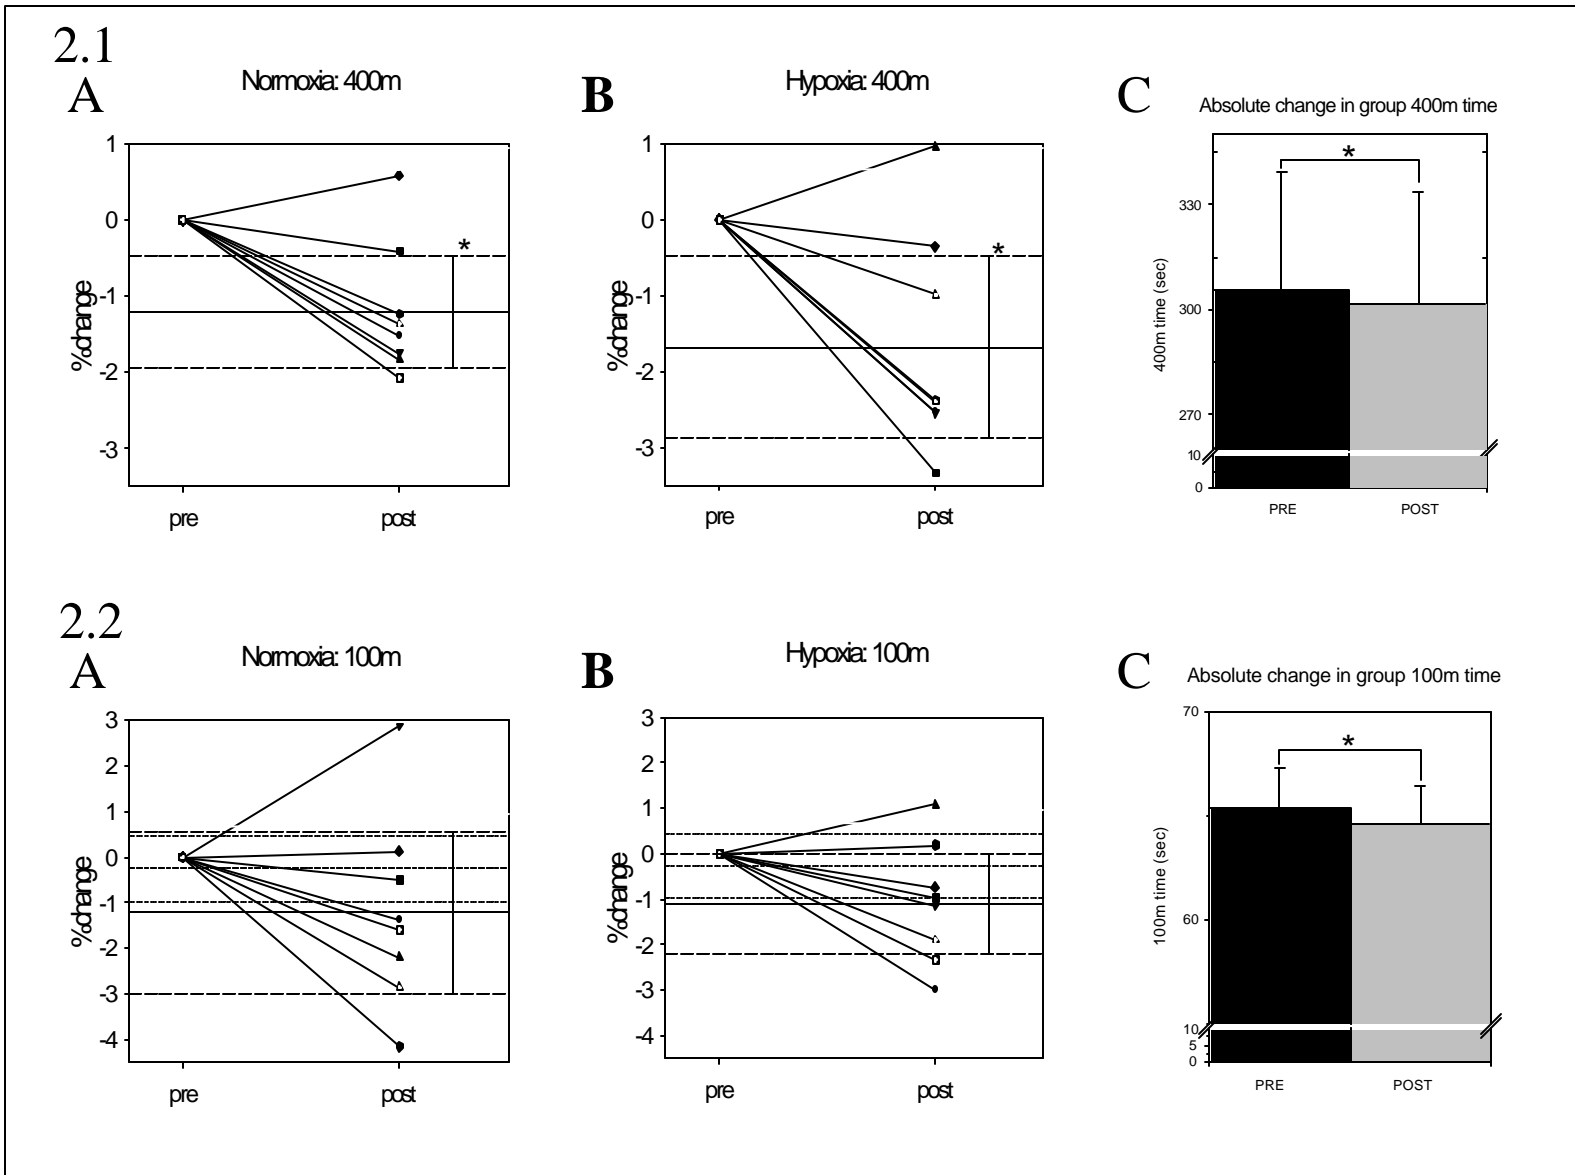 2.1
A
Normoxia: 400m
1
0
-1
-2
-3
%change
*
pre
post
B
Hypoxia: 400m
1
0
-1
-2
-3
%change
*
pre
post
C
Absolute change in group 400m time
330
300
270
10
0
400m time (sec)
*
PRE
POST
2.2
A
Normoxia: 100m
3
2
1
0
-1
-2
-3
-4
%change
pre
post
B
Hypoxia: 100m
3
2
1
0
-1
-2
-3
-4
%change
pre
post
C
Absolute change in group 100m time
70
60
10
5
0
100m time (sec)
*
PRE
POST